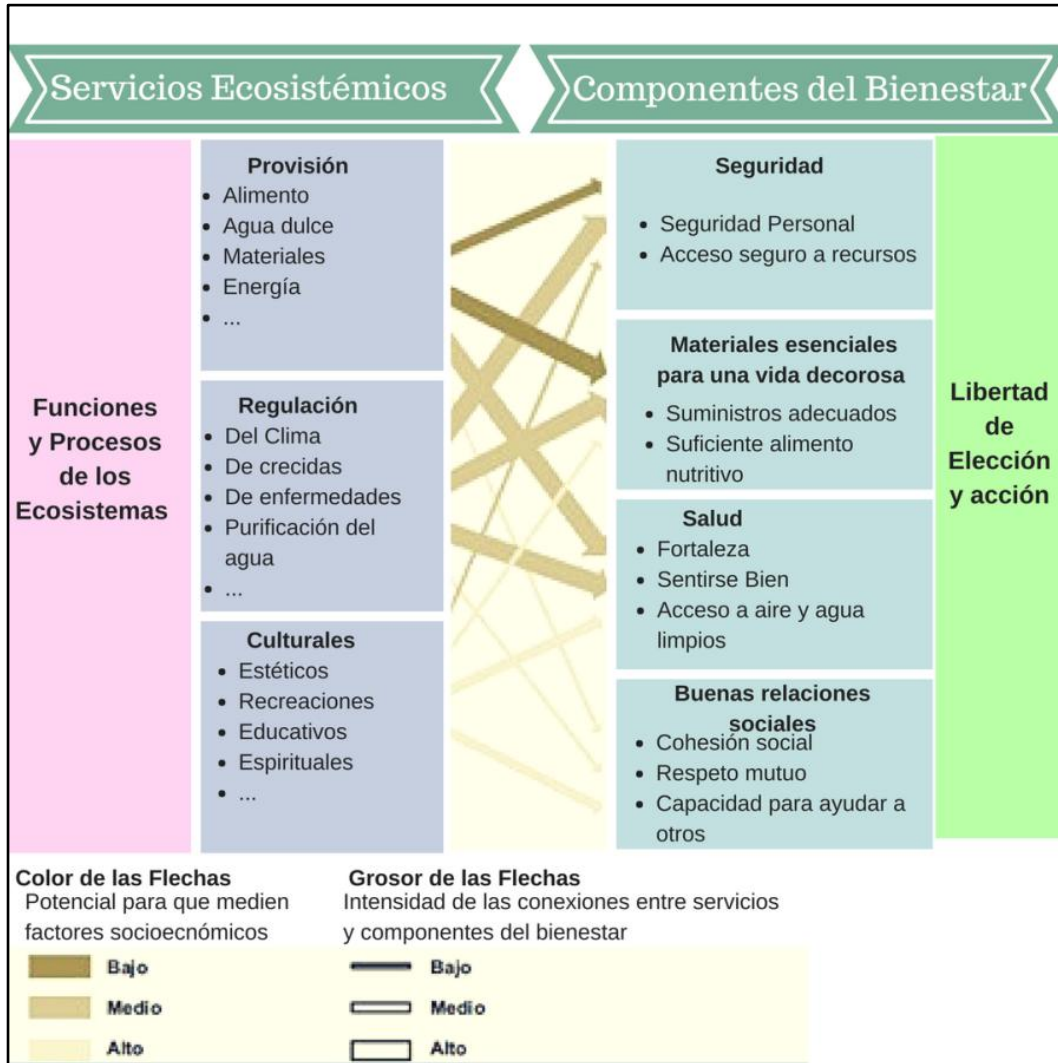 Servicios Ecosistémicos
Componentes del Bienestar
Funciones
y Procesos
de los
Ecosistemas
Provisión
• Alimento
• Agua dulce
• Materiales
• Energía
• ...
Regulación
• Del Clima
• De crecidas
• De enfermedades
• Purificación del
agua
• ...
Culturales
• Estéticos
• Recreaciones
• Educativos
• Espirituales
• ...
Seguridad
• Seguridad Personal
• Acceso seguro a recursos
Materiales esenciales
para una vida decorosa
• Suministros adecuados
• Suficiente alimento
nutritivo
Salud
• Fortaleza
• Sentirse Bien
• Acceso a aire y agua
limpios
Buenas relaciones
sociales
• Cohesión social
• Respeto mutuo
• Capacidad para ayudar a
otros
Libertad
de
Elección
y acción
Color de las Flechas
Potencial para que medien
factores socioecnómicos
Bajo
Medio
Alto
Grosor de las Flechas
Intensidad de las conexiones entre servicios
y componentes del bienestar
Bajo
Medio
Alto